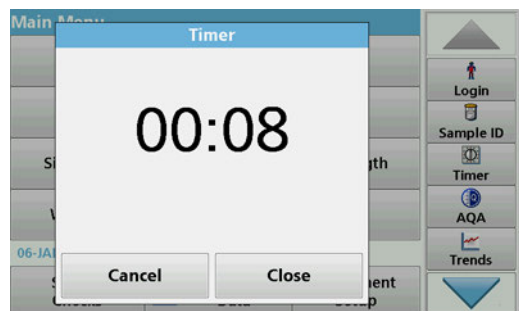 Main Menu
Timer
00:08
Cancel
Close
Login
Sample ID
Timer
AQA
Trends